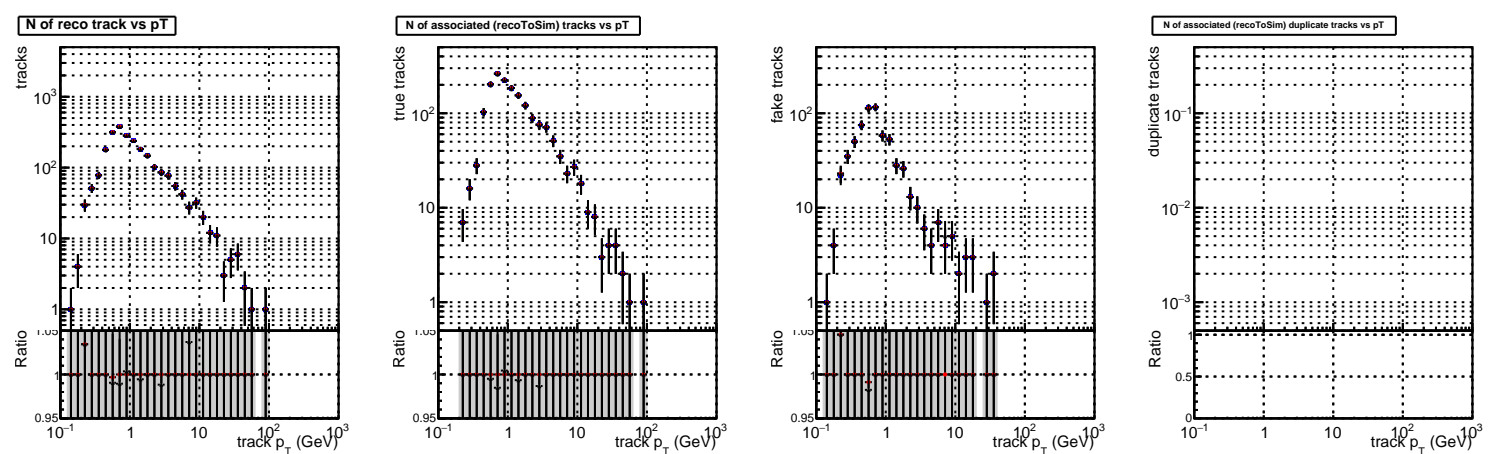 N of reco track vs pT
tracks
10³
10²
10
1
Ratio
1.05
1
0.95
10⁻¹ 1 10 10² 10³
track p_T (GeV)
N of associated (recoToSim) tracks vs pT
true tracks
10²
10
1
Ratio
1.05
1
0.95
10⁻¹ 1 10 10² 10³
track p_T (GeV)
fake tracks
10²
10
1
Ratio
1.05
1
0.95
10⁻¹ 1 10 10² 10³
track p_T (GeV)
N of associated (recoToSim) duplicate tracks vs pT
duplicate tracks
10⁻¹
10⁻²
10⁻³
Ratio
1
0.5
0
10⁻¹ 1 10 10² 10³
track p_T (GeV)